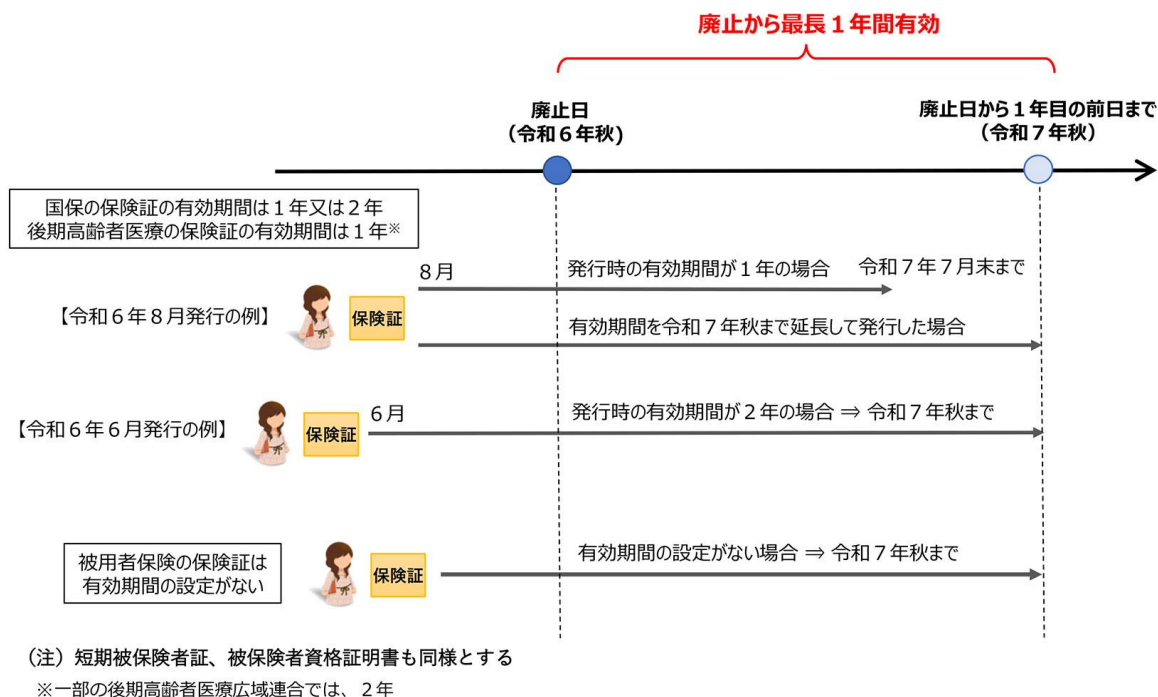 廃止から最長１年間有効
廃止日
（令和６年秋)
廃止日から１年目の前日まで
（令和７年秋）
国保の保険証の有効期間は１年又は２年
後期高齢者医療の保険証の有効期間は１年※
８月
発行時の有効期間が１年の場合
令和７年７月末まで
【令和６年８月発行の例】
保険証
有効期間を令和７年秋まで延長して発行した場合
６月
発行時の有効期間が２年の場合 ⇒ 令和７年秋まで
【令和６年６月発行の例】
保険証
被用者保険の保険証は
有効期間の設定がない
保険証
有効期間の設定がない場合 ⇒ 令和７年秋まで
（注）短期被保険者証、被保険者資格証明書も同様とする
※一部の後期高齢者医療広域連合では、２年